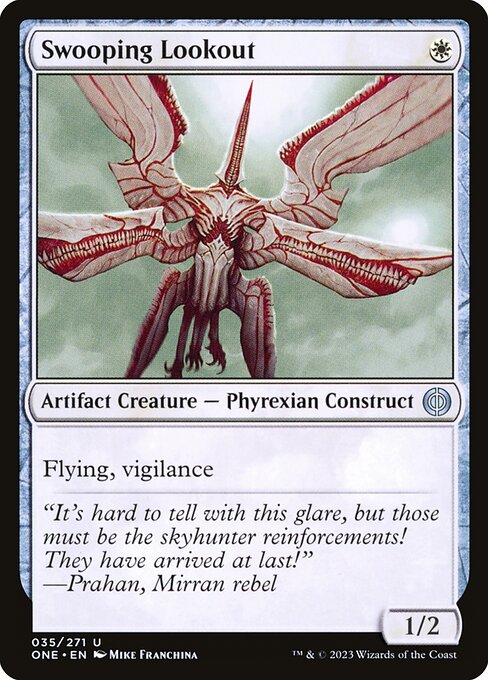 Swooping Lookout
Artifact Creature — Phyrexian Construct
Flying, vigilance
“It’s hard to tell with this glare, but those
must be the skyhunter reinforcements!
They have arrived at last!”
—Prahan, Mirran rebel
1/2
035/271 U
ONE • EN Mike Franchina
™ & © 2023 Wizards of the Coast